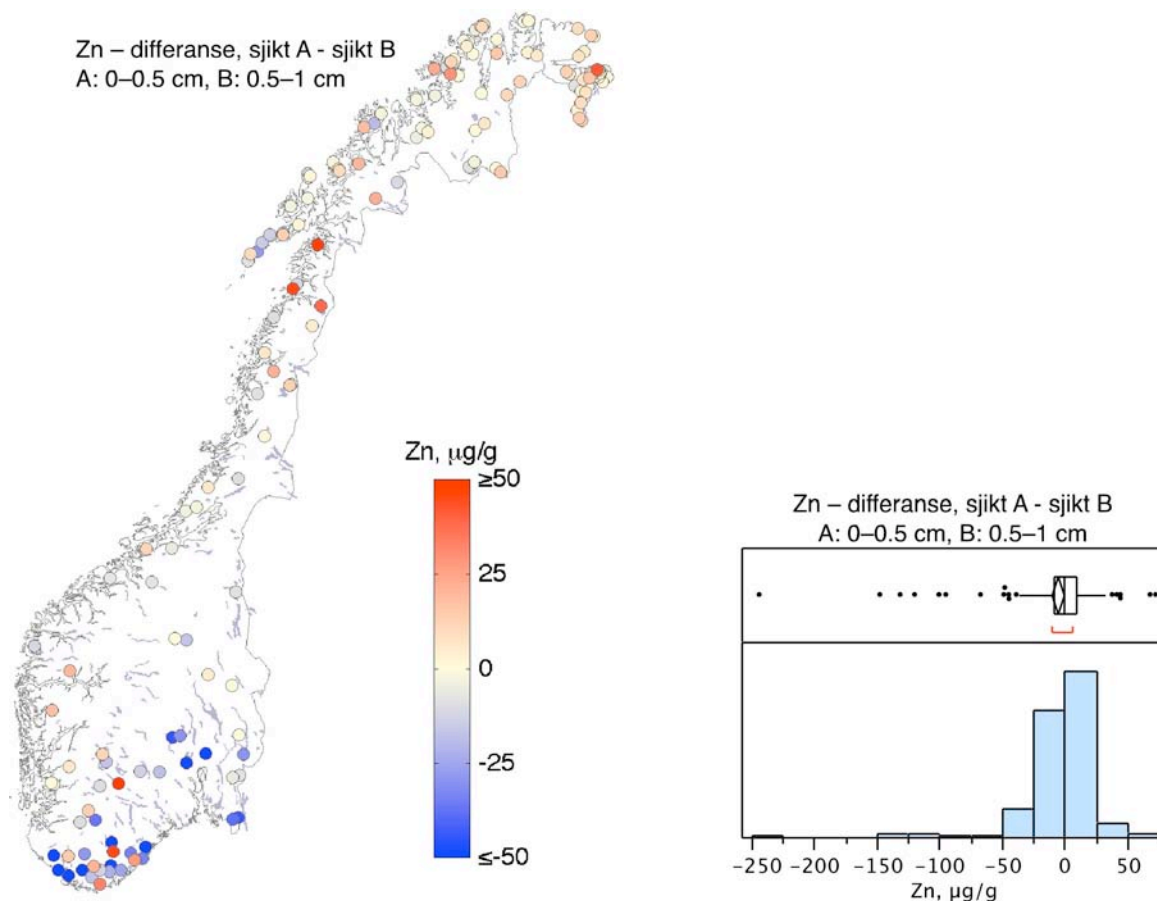 Zn – differanse, sjikt A - sjikt B
A: 0–0.5 cm, B: 0.5–1 cm
Zn, µg/g
≥50
25
0
-25
≤-50
Zn – differanse, sjikt A - sjikt B
A: 0–0.5 cm, B: 0.5–1 cm
−250 −200 −150 −100 −50 0 50
Zn, µg/g